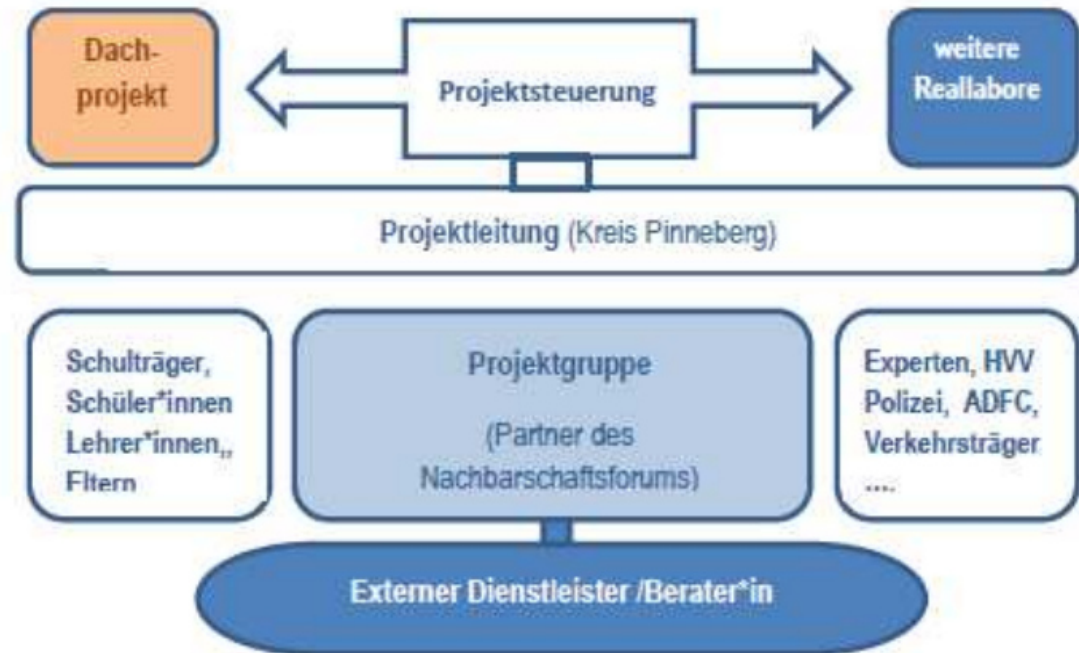 Dach-
projekt
Projektsteuerung
weitere
Reallabore
Projektleitung (Kreis Pinneberg)
Schulträger,
Schüler*innen
Lehrer*innen,,
Eltern
Projektgruppe
(Partner des
Nachbarschaftsforums)
Experten, HVV
Polizei, ADFC,
Verkehrsträger
....
Externer Dienstleister /Berater*in